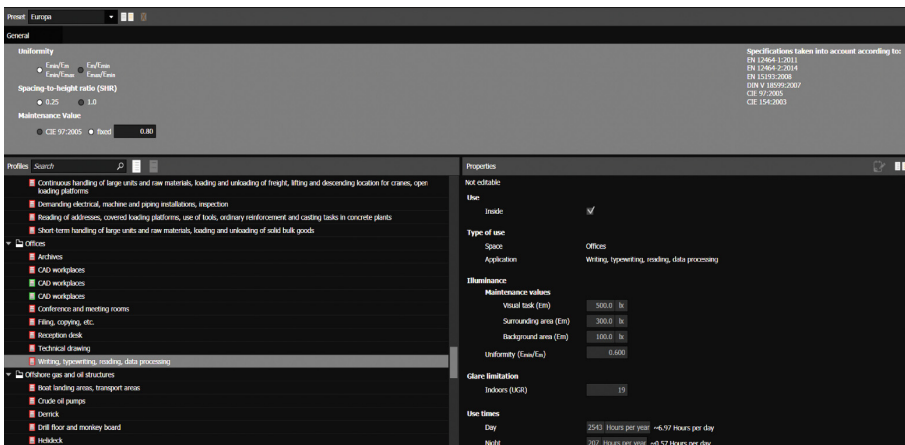 Preset Europa
General
Uniformity
Emin/Em Em/Emin
Emin/Emax Emax/Emin
Spacing-to-height ratio (SHR)
0.25 1.0
Maintenance Value
CIE 97:2005 fixed 0.80
Specifications taken into account according to:
EN 12464-1:2011
EN 12464-2:2014
EN 15193:2008
DIN V 18599:2007
CIE 97:2005
CIE 154:2003
Profiles Search
Continuous handling of large units and raw materials, loading and unloading of freight, lifting and descending location for cranes, open
loading platforms
Demanding electrical, machine and piping installations, inspection
Reading of addresses, covered loading platforms, use of tools, ordinary reinforcement and casting tasks in concrete plants
Short-term handling of large units and raw materials, loading and unloading of solid bulk goods
Offices
Archives
CAD workplaces
CAD workplaces
CAD workplaces
Conference and meeting rooms
Filing, copying, etc.
Reception desk
Technical drawing
Writing, typewriting, reading, data processing
Offshore gas and oil structures
Boat landing areas, transport areas
Crude oil pumps
Derrick
Drill floor and monkey board
Helideck
Properties
Not editable
Use
Inside
Type of use
Space Offices
Application Writing, typewriting, reading, data processing
Illuminance
Maintenance values
Visual task (Em) 500.0 lx
Surrounding area (Em) 300.0 lx
Background area (Em) 100.0 lx
Uniformity (Emin/Em) 0.600
Glare limitation
Indoors (UGR) 19
Use times
Day 2543 Hours per year ~6.97 Hours per day
Night 207 Hours per year ~0.57 Hours per day